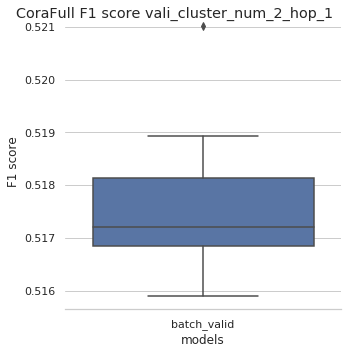 CoraFull F1 score vali_cluster_num_2_hop_1
0.521
0.520
0.519
0.518
0.517
0.516
F1 score
batch_valid
models